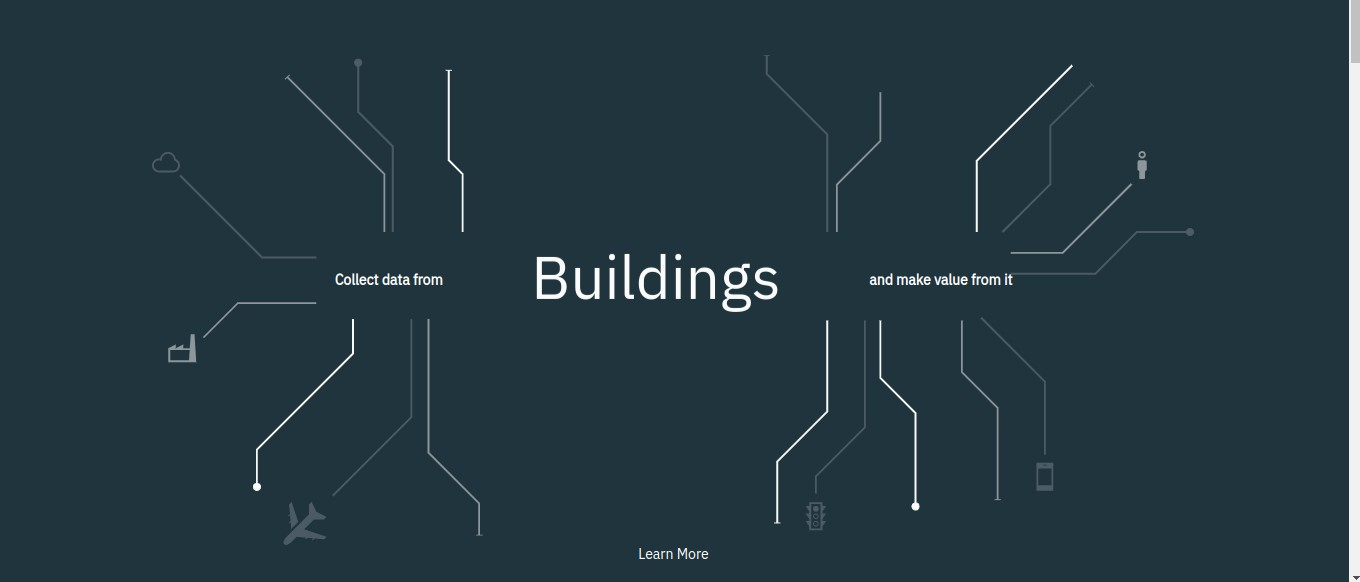 Collect data from
Buildings
and make value from it
Learn More